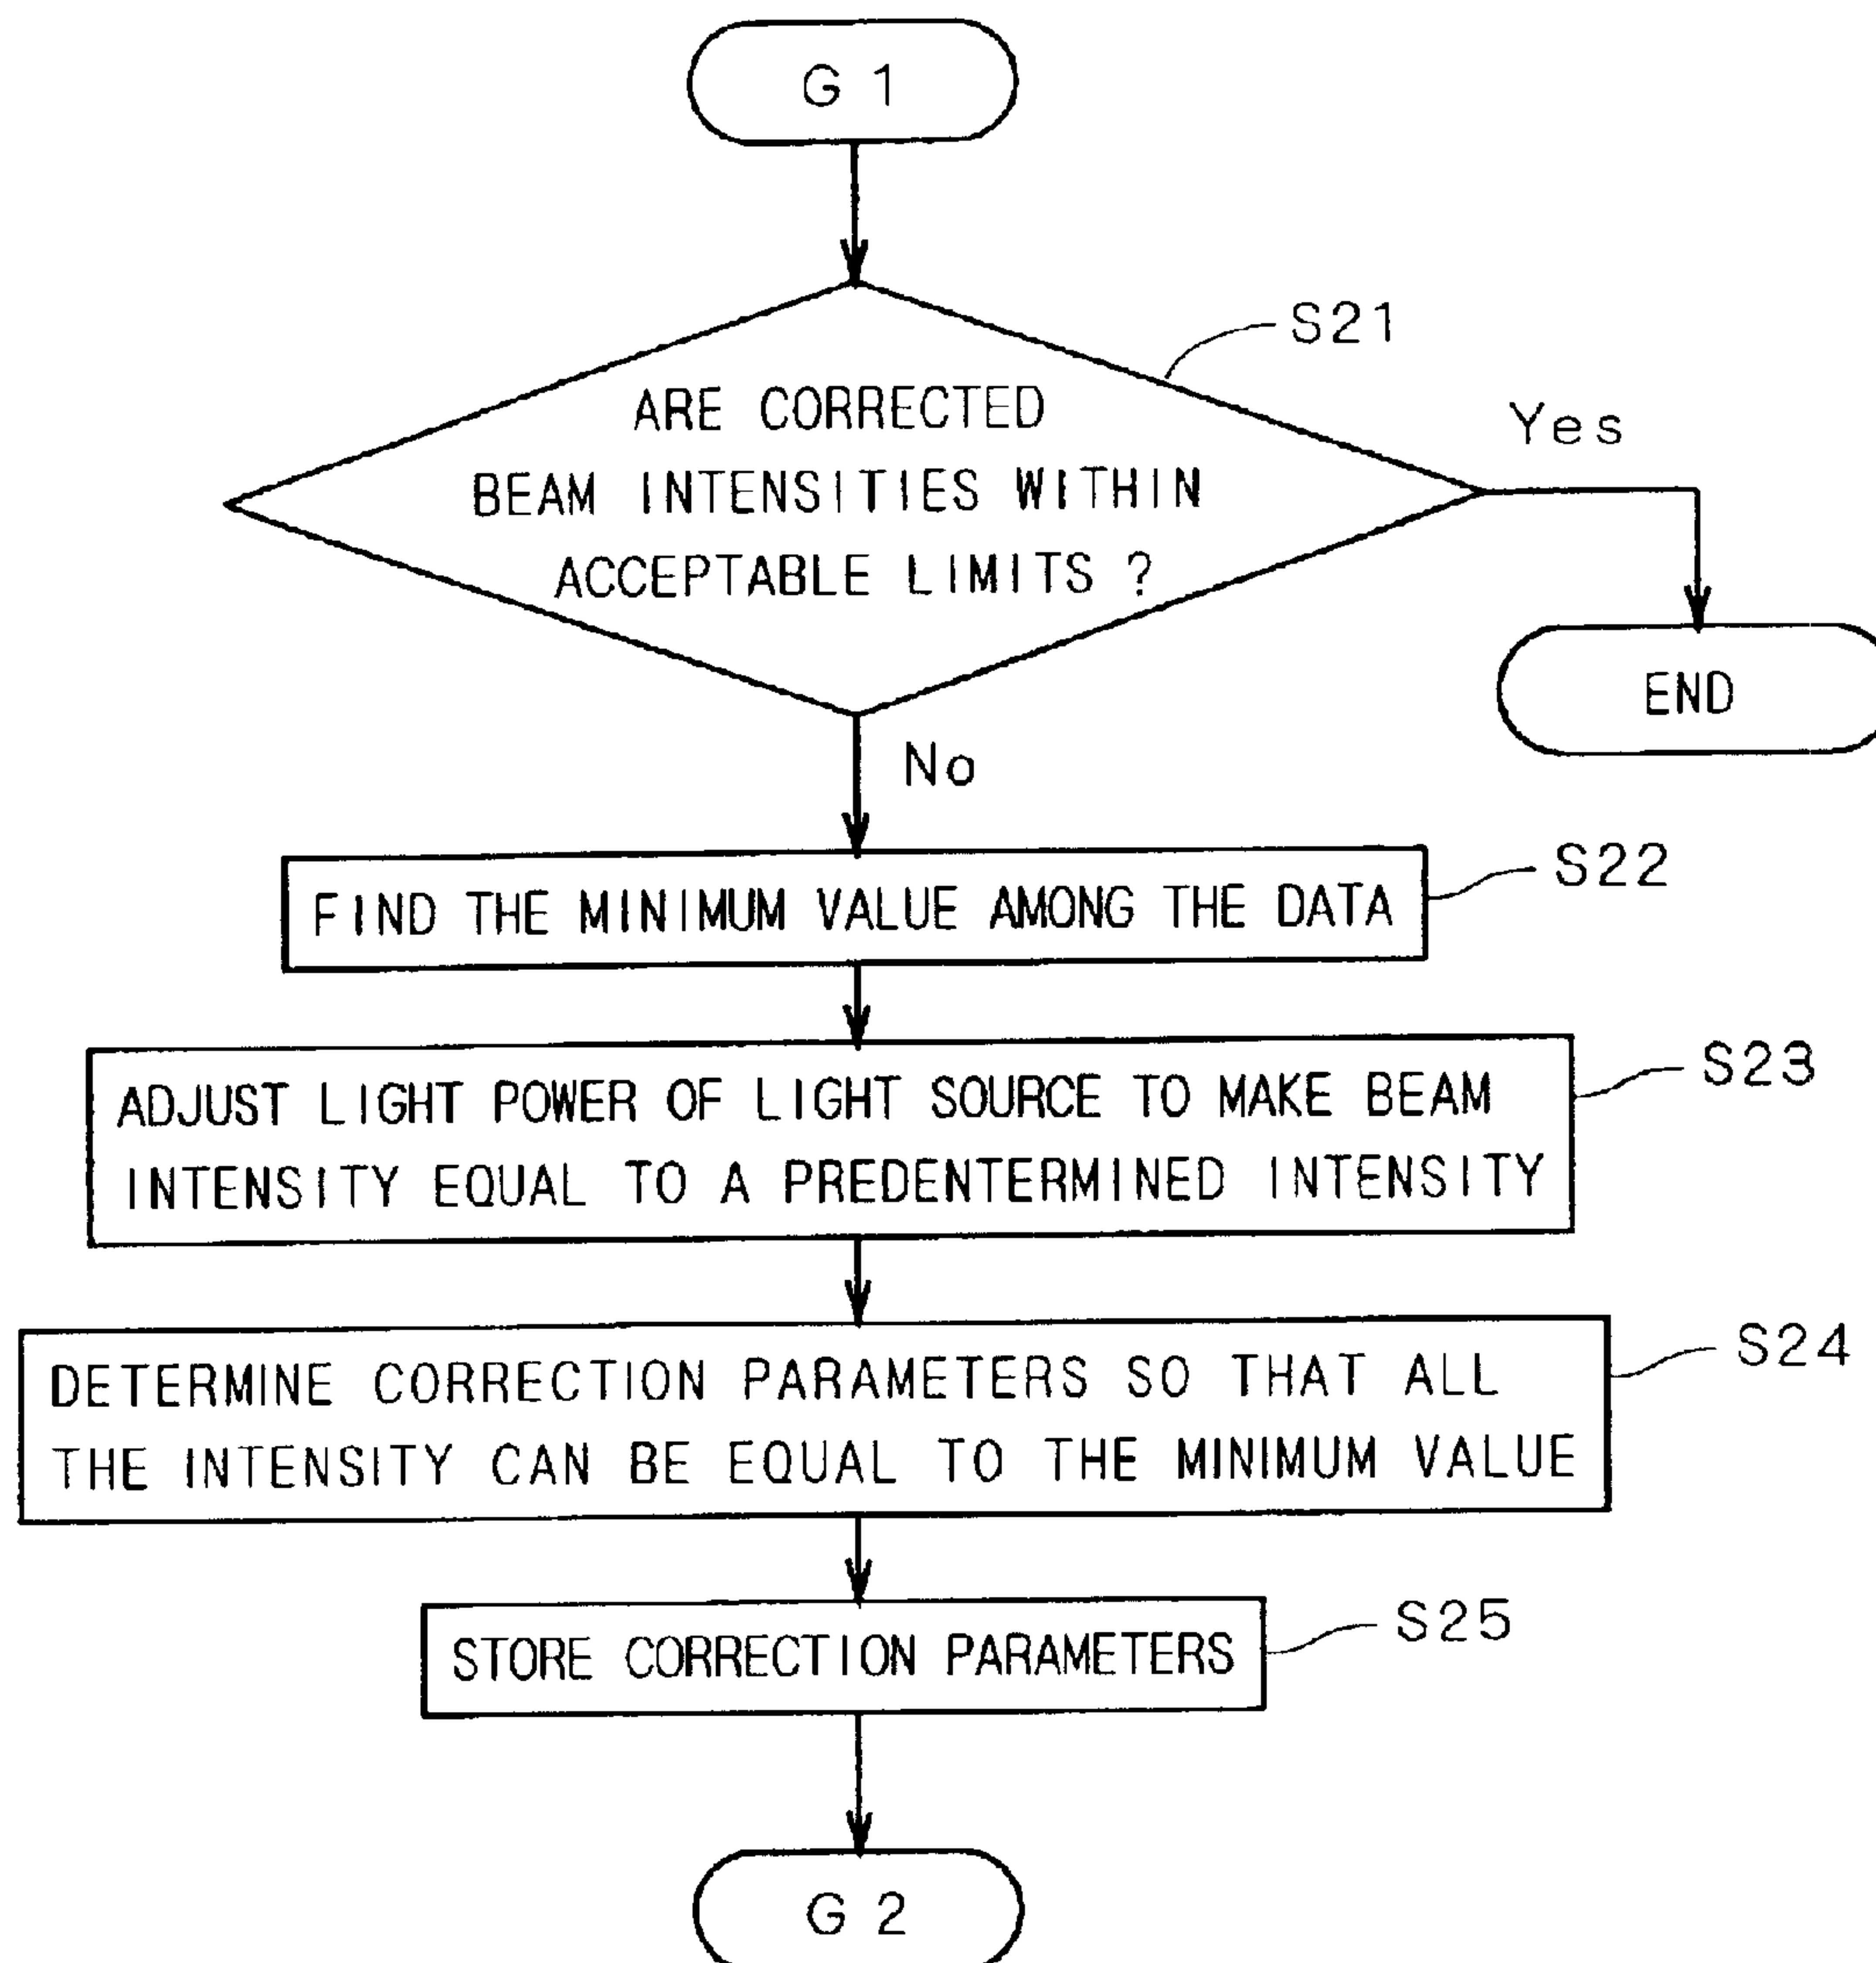 G 1
S21
ARE CORRECTED
BEAM INTENSITIES WITHIN
ACCEPTABLE LIMITS ?
Yes
END
No
S22
FIND THE MINIMUM VALUE AMONG THE DATA
S23
ADJUST LIGHT POWER OF LIGHT SOURCE TO MAKE BEAM
INTENSITY EQUAL TO A PREDENTERMINED INTENSITY
S24
DETERMINE CORRECTION PARAMETERS SO THAT ALL
THE INTENSITY CAN BE EQUAL TO THE MINIMUM VALUE
S25
STORE CORRECTION PARAMETERS
G 2